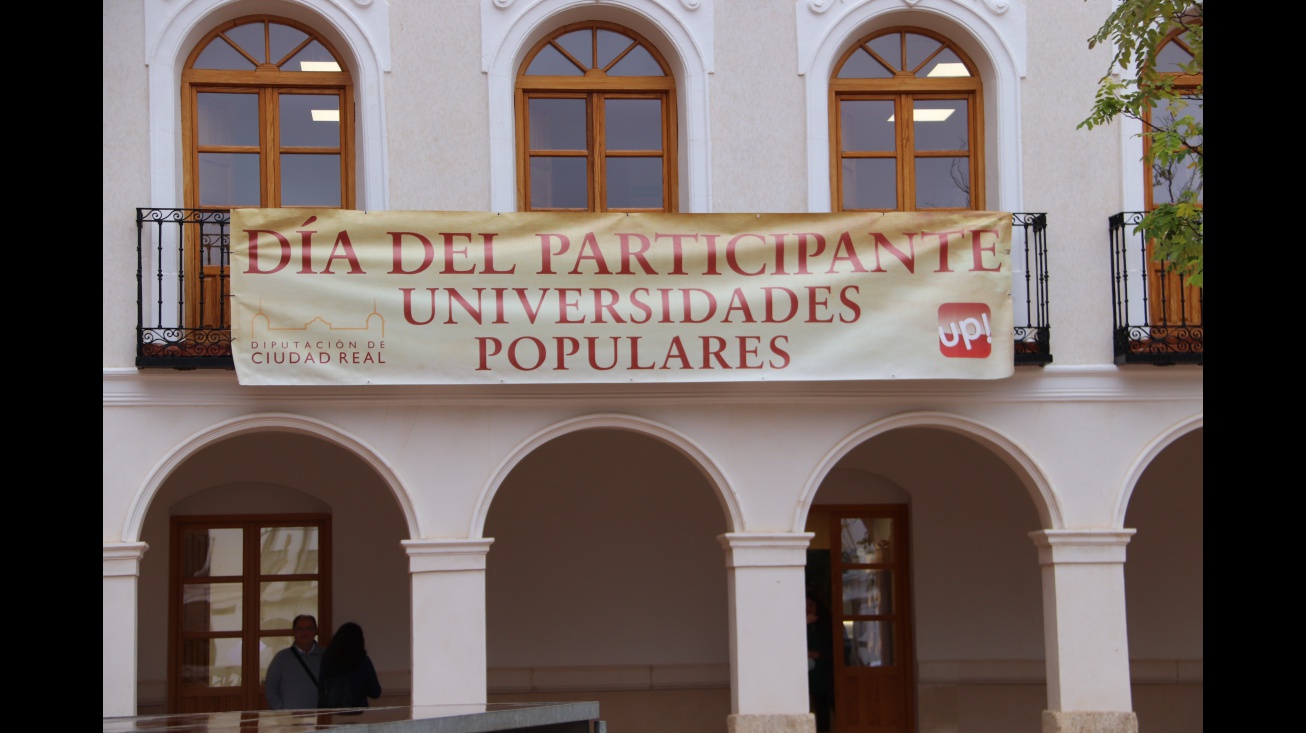 DÍA DEL PARTICIPANTE
UNIVERSIDADES
POPULARES
DIPUTACIÓN DE
CIUDAD REAL
up!